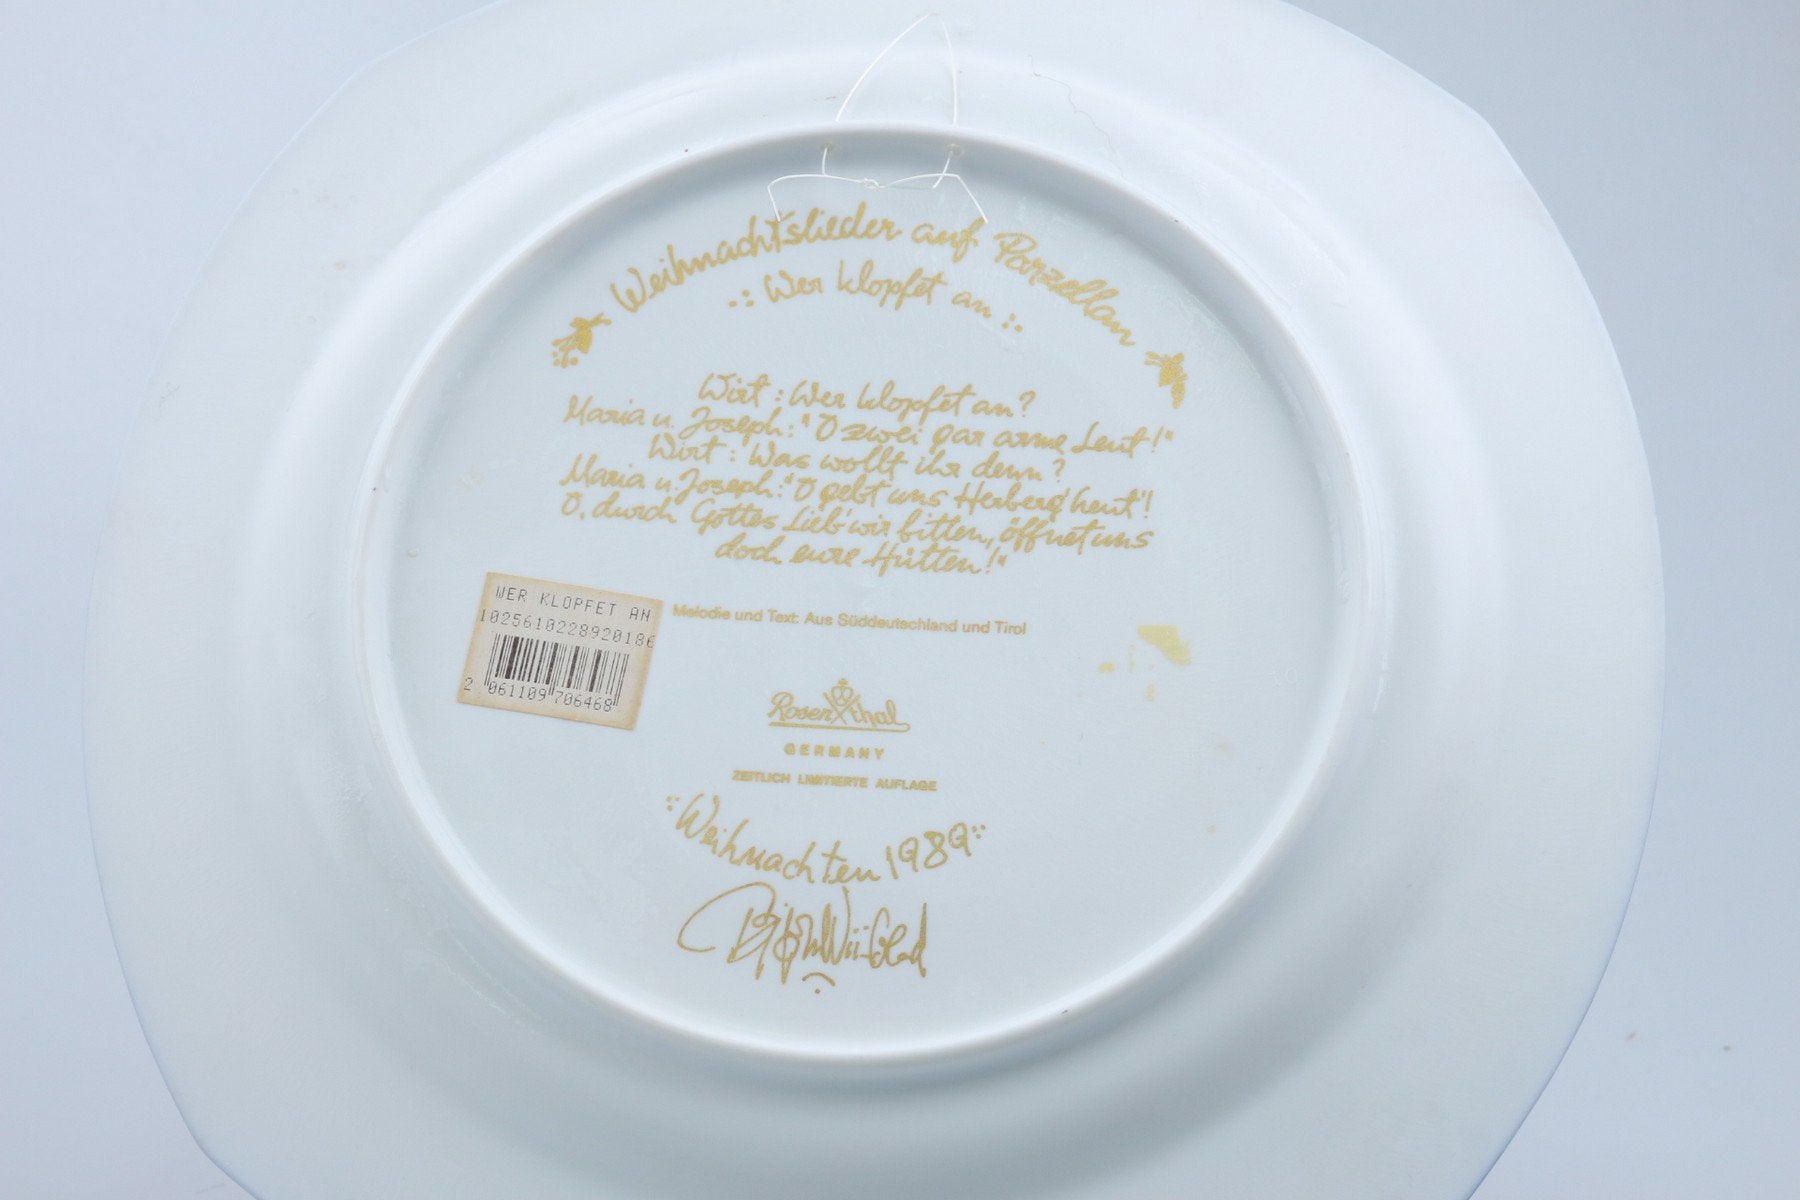 Weihnachtslieder auf Porzellan
.: Wer klopfet an :.
Wirt: Wer klopfet an?
Maria u. Joseph: "O zwei gar arme Leut!"
Wirt: Was wollt ihr denn?
Maria u. Joseph: "O gebt uns Herberg' heut'!
O, durch Gottes Lieb' wir bitten, öffnet uns
doch eure Hütten!"
Melodie und Text: Aus Süddeutschland und Tirol
WER KLOPFET AN
1025610228920186
2 061109 706468
Rosenthal
GERMANY
ZEITLICH LIMITIERTE AUFLAGE
Weihnachten 1989
Björn Wiinblad